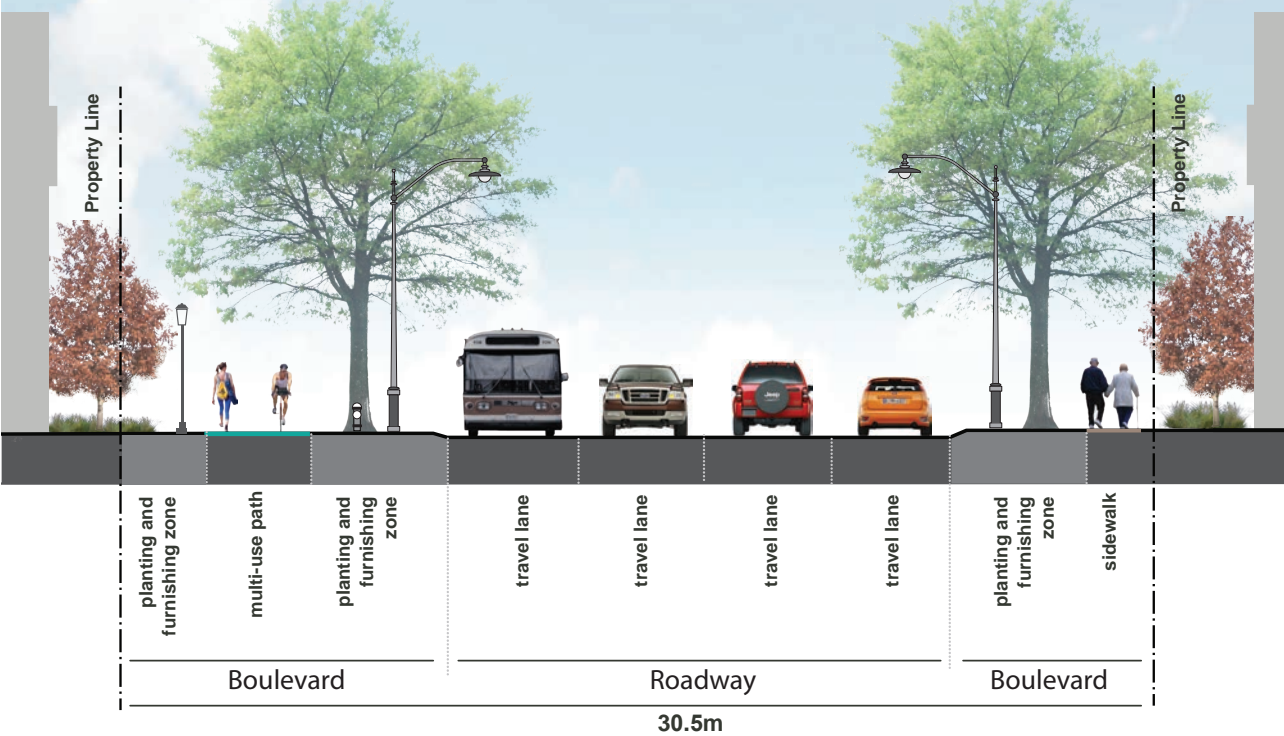 Property Line
Property Line
Jeep
planting and
furnishing zone
multi-use path
planting and
furnishing
zone
travel lane
travel lane
travel lane
travel lane
planting and
furnishing
zone
sidewalk
Boulevard
Roadway
Boulevard
30.5m